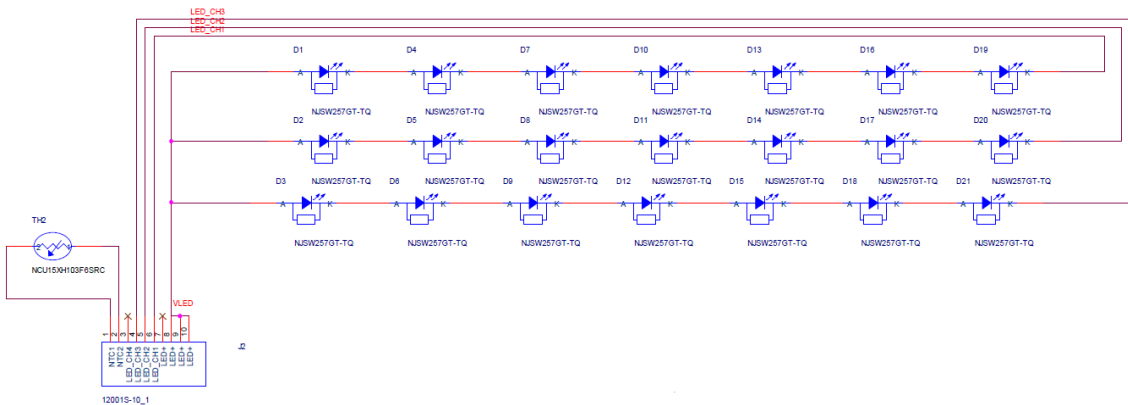 LED_CH3
LED_CH2
LED_CH1
D1 D4 D7 D10 D13 D16 D19
A K A K A K A K A K A K A K
NJSW257GT-TQ NJSW257GT-TQ NJSW257GT-TQ NJSW257GT-TQ NJSW257GT-TQ NJSW257GT-TQ NJSW257GT-TQ
D2 D5 D8 D11 D14 D17 D20
A K A K A K A K A K A K A K
D3 NJSW257GT-TQ D6 NJSW257GT-TQ D9 NJSW257GT-TQ D12 NJSW257GT-TQ D15 NJSW257GT-TQ D18 NJSW257GT-TQ D21 NJSW257GT-TQ
A K A K A K A K A K A K A K
NJSW257GT-TQ NJSW257GT-TQ NJSW257GT-TQ NJSW257GT-TQ NJSW257GT-TQ NJSW257GT-TQ NJSW257GT-TQ
TH2
2 1
NCU15XH103F6SRC
VLED
1 2 3 4 5 6 7 8 9 10
NTC1
NTC2
LED_CH4
LED_CH3
LED_CH2
LED_CH1
LED+
LED+
LED+
LED+
12001S-10_1